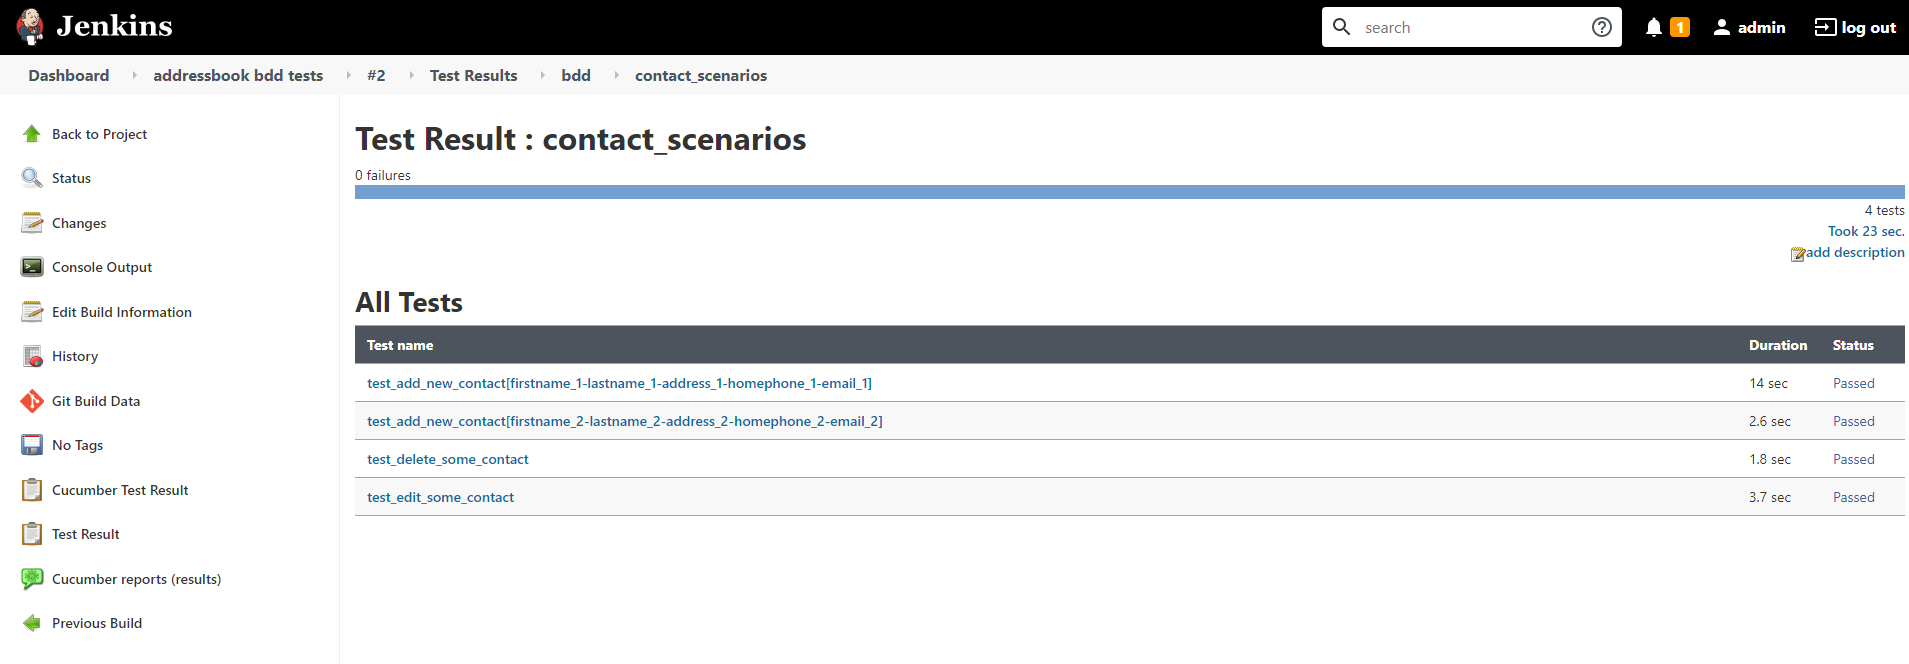 Jenkins
search
1
admin
log out
Dashboard addressbook bdd tests #2 Test Results bdd contact_scenarios
Back to Project
Status
Changes
Console Output
Edit Build Information
History
Git Build Data
No Tags
Cucumber Test Result
Test Result
Cucumber reports (results)
Previous Build
Test Result : contact_scenarios
0 failures
4 tests
Took 23 sec.
add description
All Tests
Test name Duration Status
test_add_new_contact[firstname_1-lastname_1-address_1-homephone_1-email_1] 14 sec Passed
test_add_new_contact[firstname_2-lastname_2-address_2-homephone_2-email_2] 2.6 sec Passed
test_delete_some_contact 1.8 sec Passed
test_edit_some_contact 3.7 sec Passed